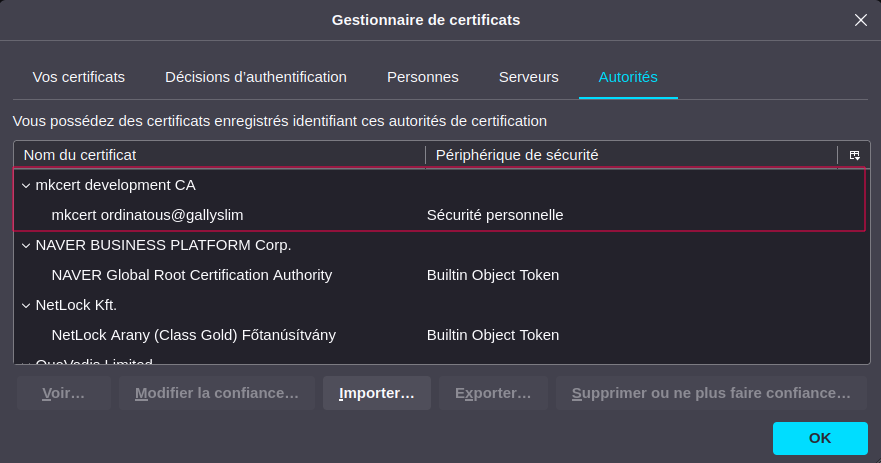 Gestionnaire de certificats
Vos certificats Décisions d'authentification Personnes Serveurs Autorités
Vous possédez des certificats enregistrés identifiant ces autorités de certification
Nom du certificat Périphérique de sécurité
mkcert development CA
mkcert ordinatous@gallyslim Sécurité personnelle
NAVER BUSINESS PLATFORM Corp.
NAVER Global Root Certification Authority Builtin Object Token
NetLock Kft.
NetLock Arany (Class Gold) Főtanúsítvány Builtin Object Token
QuoVadis Limited
Voir… Modifier la confiance… Importer… Exporter… Supprimer ou ne plus faire confiance…
OK